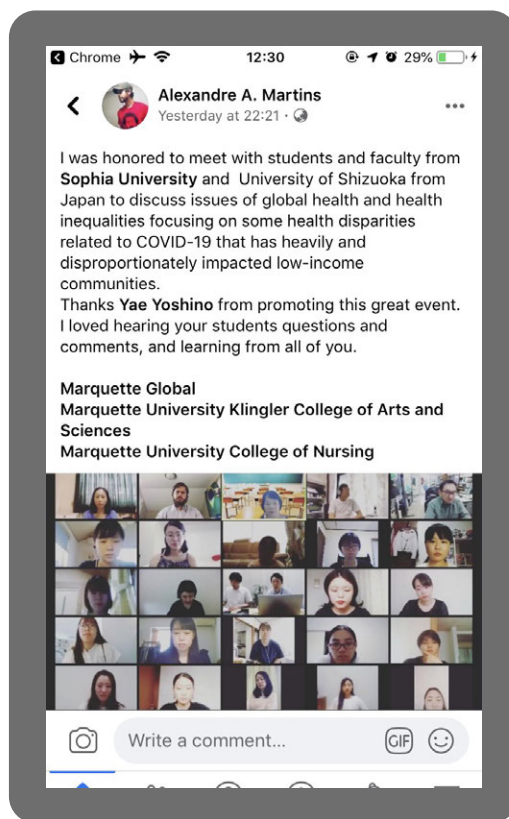 Chrome
12:30
29%
Alexandre A. Martins
Yesterday at 22:21 ·
I was honored to meet with students and faculty from
Sophia University and University of Shizuoka from
Japan to discuss issues of global health and health
inequalities focusing on some health disparities
related to COVID-19 that has heavily and
disproportionately impacted low-income
communities.
Thanks Yae Yoshino from promoting this great event.
I loved hearing your students questions and
comments, and learning from all of you.
Marquette Global
Marquette University Klingler College of Arts and
Sciences
Marquette University College of Nursing
Write a comment...
GIF